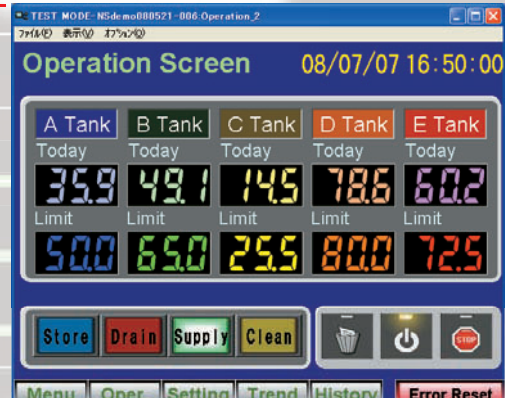 TEST MODE-NSdemo080521-006:Operation_2
ファイル(F) 表示(V) オプション(O)
Operation Screen 08/07/07 16:50:00
A Tank B Tank C Tank D Tank E Tank
Today Today Today Today Today
35.9 49.1 14.5 78.6 60.2
Limit Limit Limit Limit Limit
50.0 65.0 25.5 80.0 72.5
Store Drain Supply Clean STOP
Menu Oper Setting Trend History Error Reset